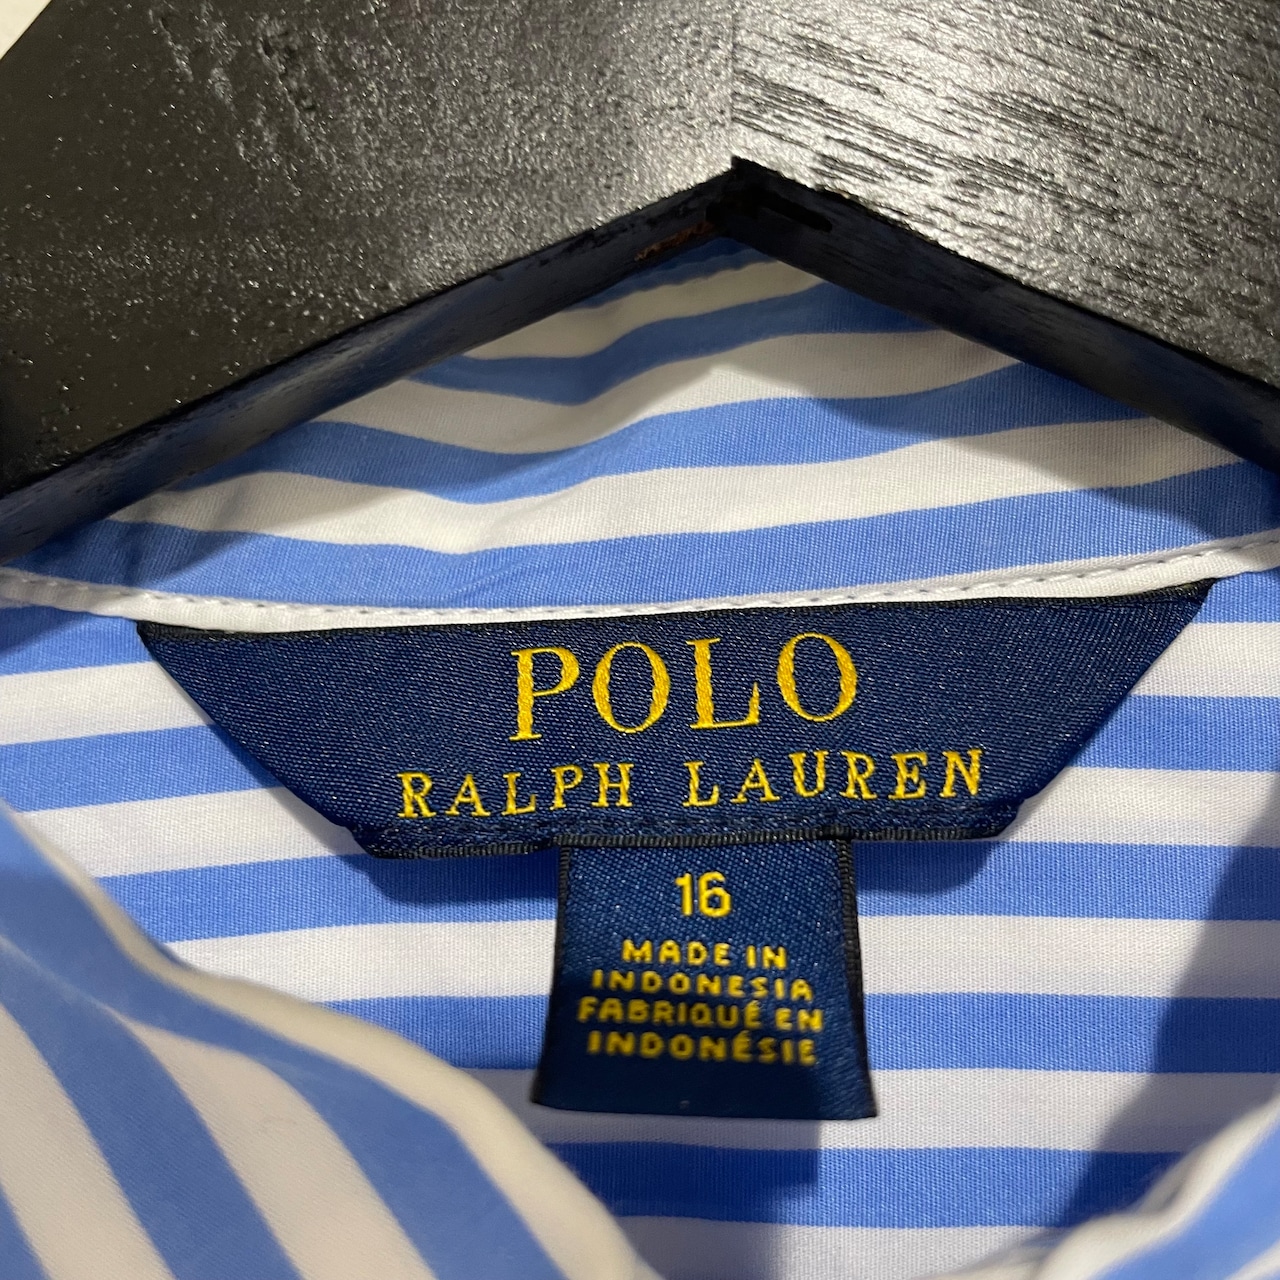 POLO
RALPH LAUREN
16
MADE IN
INDONESIA
FABRIQUÉ EN
INDONÉSIE